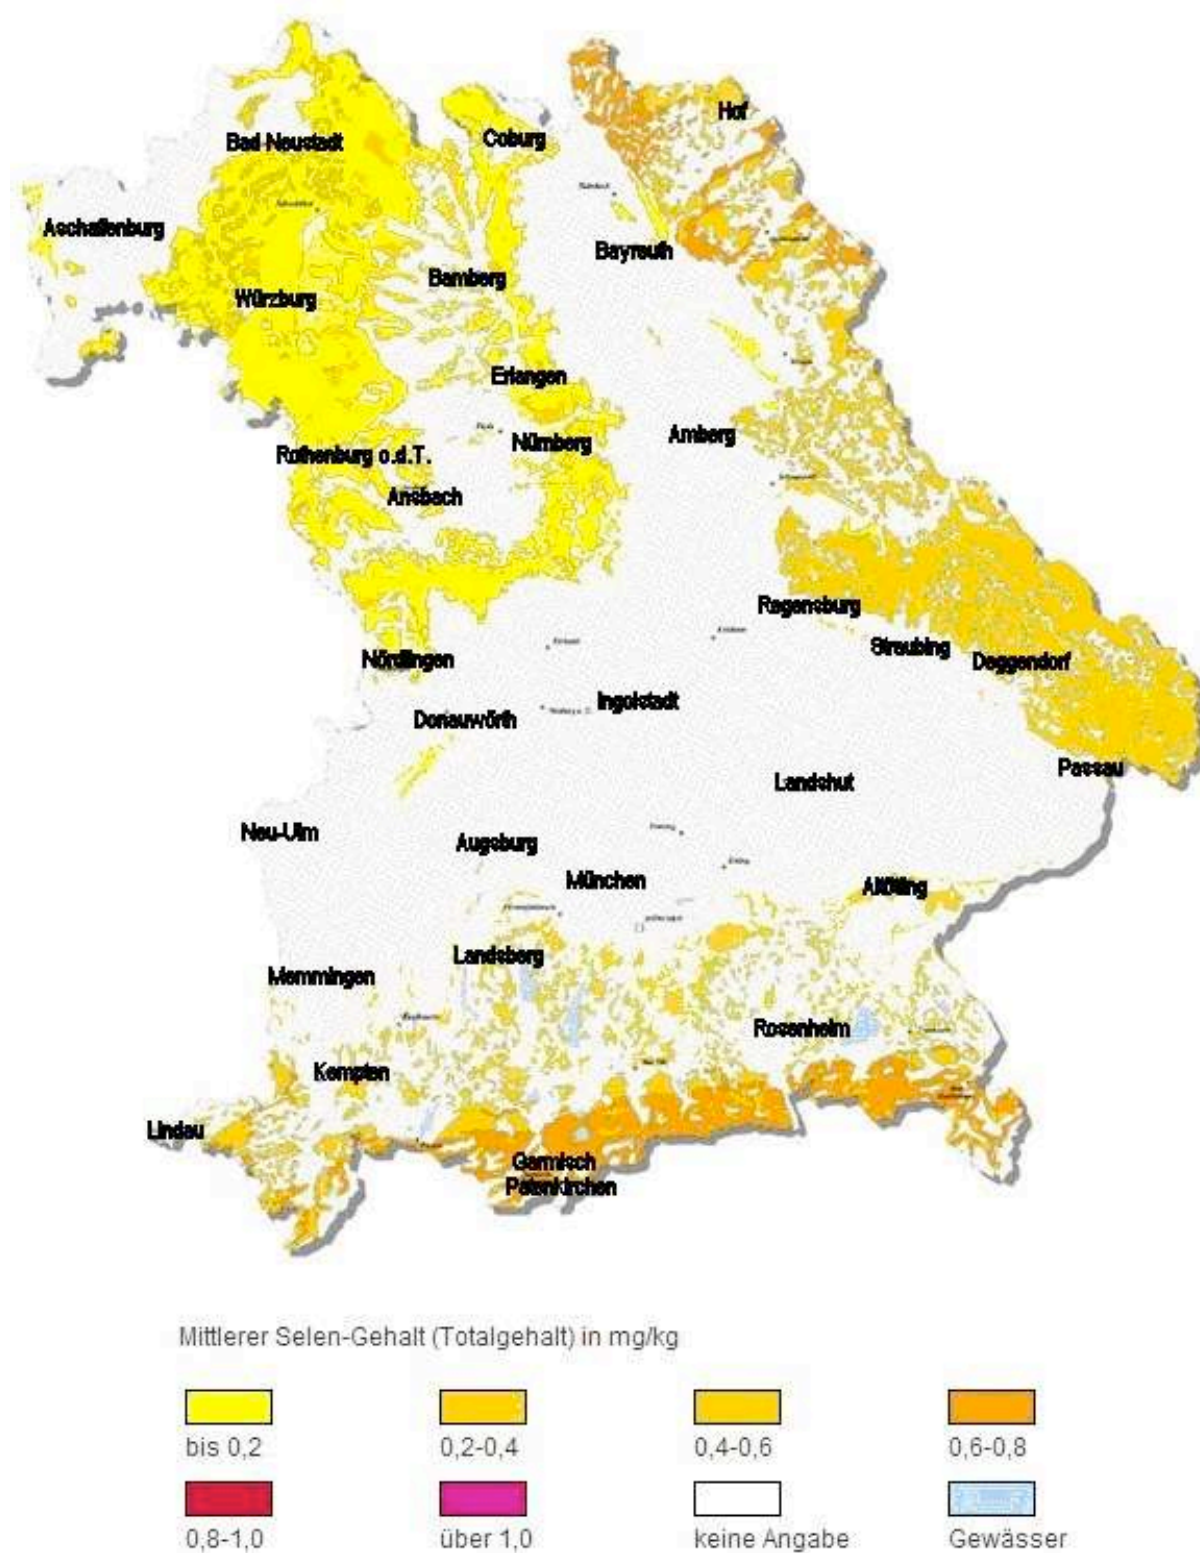 Hof
Bad Neustadt
Coburg
Aschaffenburg
Bayreuth
Bamberg
Würzburg
Erlangen
Amberg
Nürnberg
Rothenburg o.d.T.
Ansbach
Regensburg
Straubing
Nördlingen
Deggendorf
Ingolstadt
Donauwörth
Passau
Landshut
Neu-Ulm
Augsburg
München
Altötting
Landsberg
Memmingen
Rosenheim
Kempten
Lindau
Garmisch
Patenkirchen
Mittlerer Selen-Gehalt (Totalgehalt) in mg/kg
bis 0,2
0,2-0,4
0,4-0,6
0,6-0,8
0,8-1,0
über 1,0
keine Angabe
Gewässer